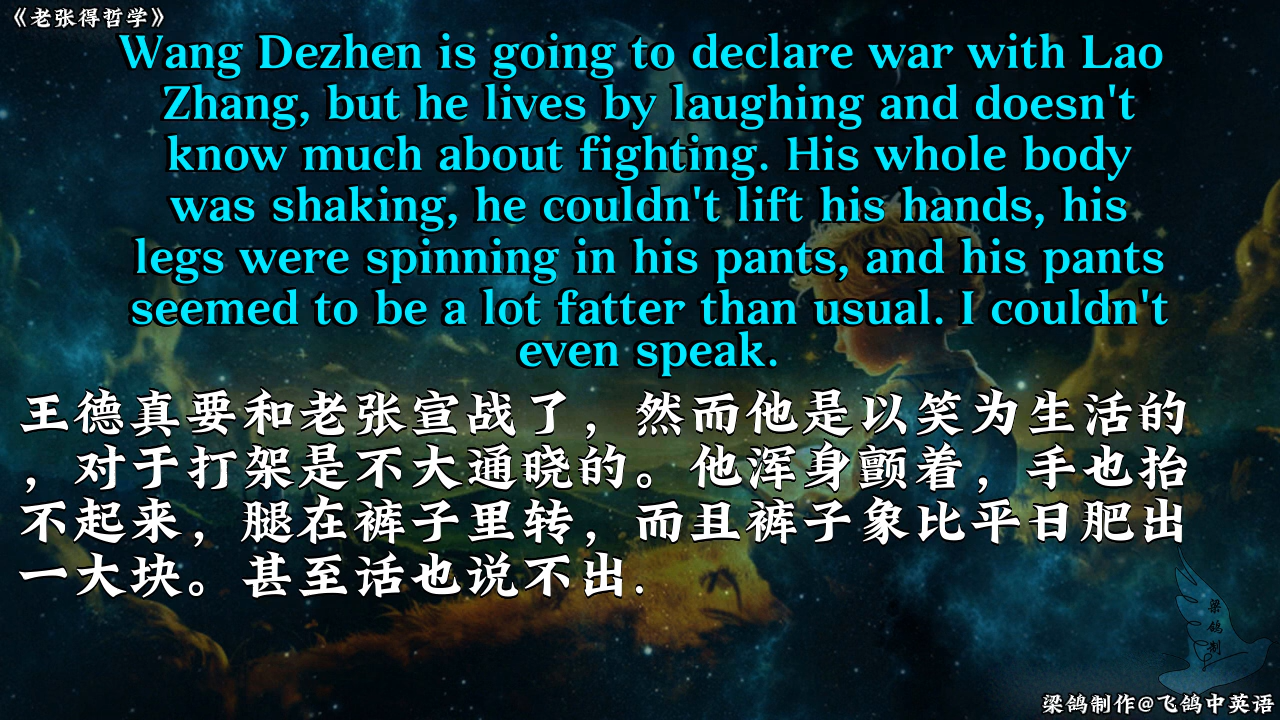 《老张得哲学》
Wang Dezhen is going to declare war with Lao
Zhang, but he lives by laughing and doesn't
know much about fighting. His whole body
was shaking, he couldn't lift his hands, his
legs were spinning in his pants, and his pants
seemed to be a lot fatter than usual. I couldn't
even speak.
王德真要和老张宣战了，然而他是以笑为生活的
，对于打架是不大通晓的。他浑身颤着，手也抬
不起来，腿在裤子里转，而且裤子象比平日肥出
一大块。甚至话也说不出.
梁鸽制
梁鸽制作@飞鸽中英语